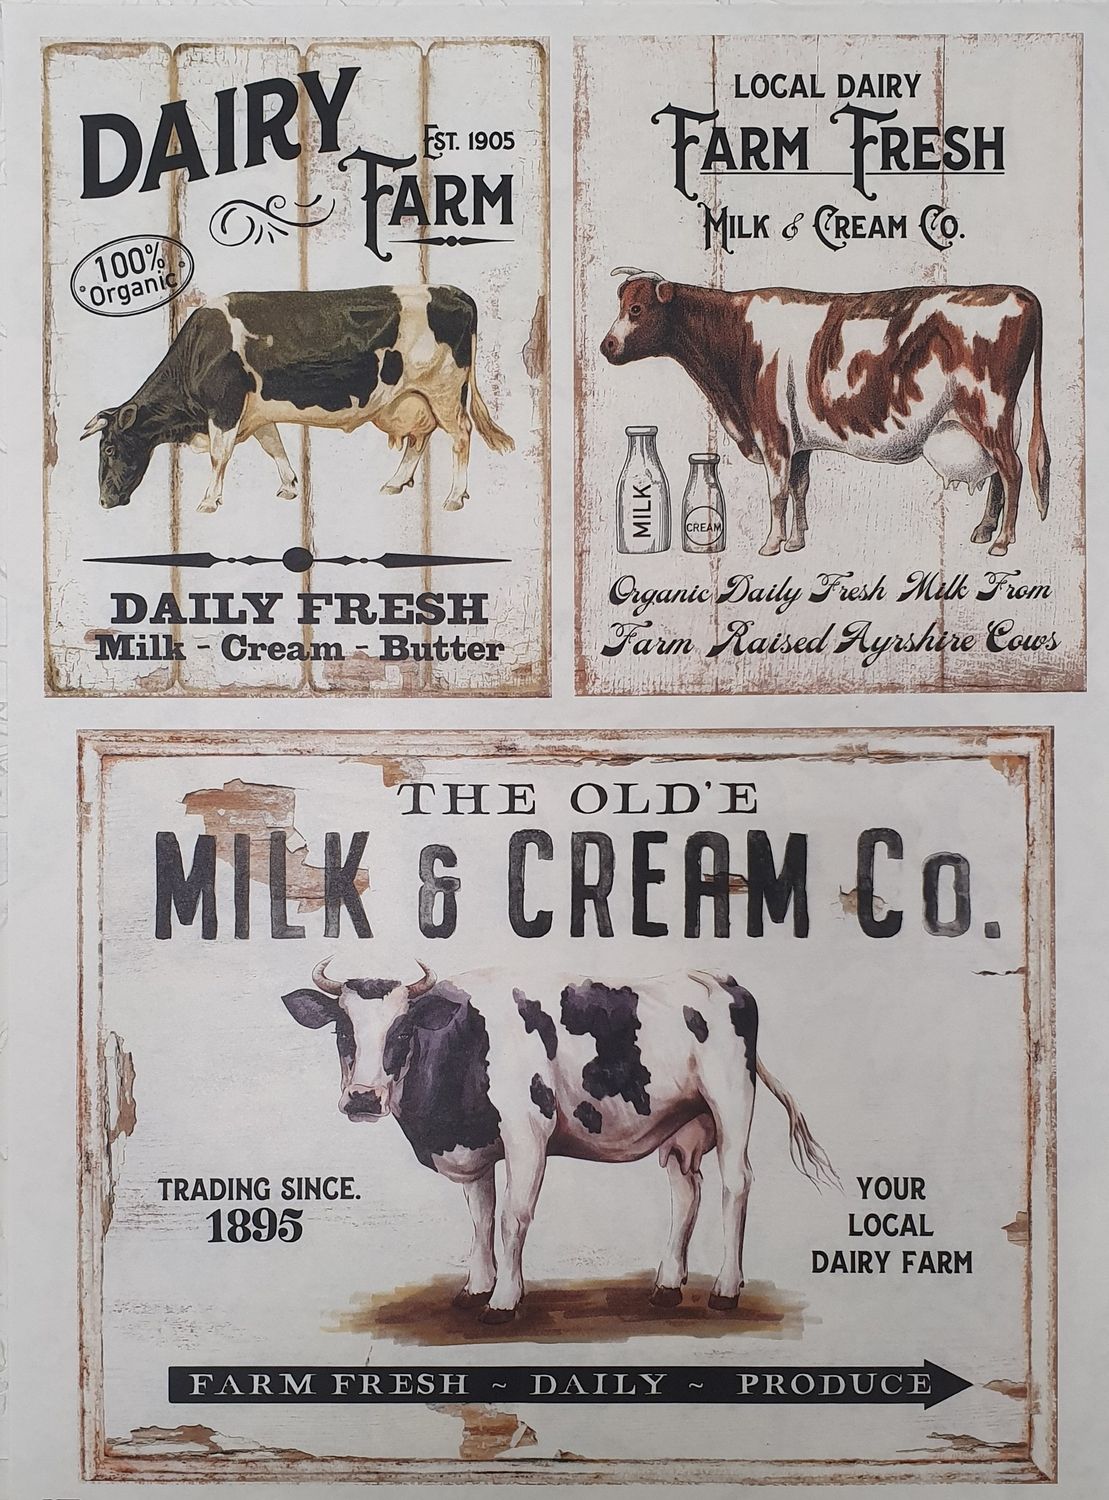 DAIRY
EST. 1905
FARM
100%
Organic
DAILY FRESH
Milk - Cream - Butter
LOCAL DAIRY
FARM FRESH
MILK & CREAM CO.
MILK
CREAM
Organic Daily Fresh Milk From
Farm Raised Ayrshire Cows
THE OLD'E
MILK & CREAM CO.
TRADING SINCE.
1895
YOUR
LOCAL
DAIRY FARM
FARM FRESH ~ DAILY ~ PRODUCE